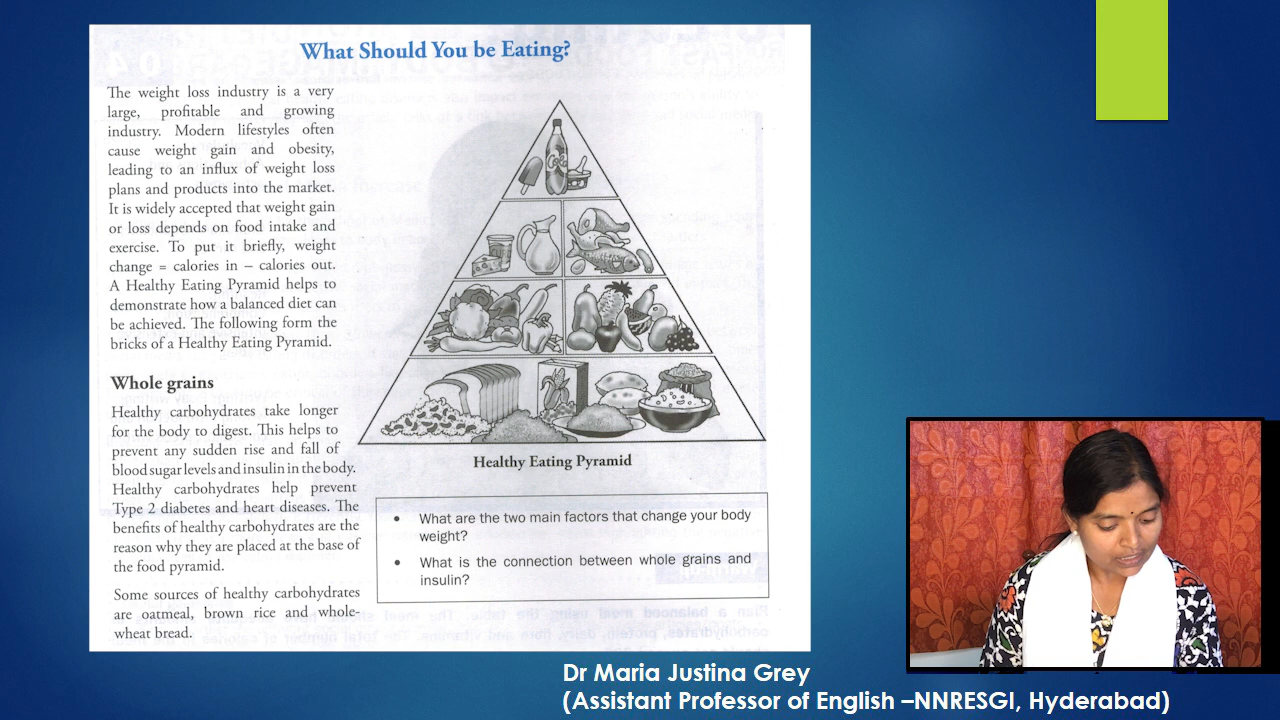 What Should You be Eating?
The weight loss industry is a very
large, profitable and growing
industry. Modern lifestyles often
cause weight gain and obesity,
leading to an influx of weight loss
plans and products into the market.
It is widely accepted that weight gain
or loss depends on food intake and
exercise. To put it briefly, weight
change = calories in – calories out.
A Healthy Eating Pyramid helps to
demonstrate how a balanced diet can
be achieved. The following form the
bricks of a Healthy Eating Pyramid.
Whole grains
Healthy carbohydrates take longer
for the body to digest. This helps to
prevent any sudden rise and fall of
blood sugar levels and insulin in the body.
Healthy carbohydrates help prevent
Type 2 diabetes and heart diseases. The
benefits of healthy carbohydrates are the
reason why they are placed at the base of
the food pyramid.
Some sources of healthy carbohydrates
are oatmeal, brown rice and whole-
wheat bread.
Healthy Eating Pyramid
• What are the two main factors that change your body
weight?
• What is the connection between whole grains and
insulin?
Dr Maria Justina Grey
(Assistant Professor of English –NNRESGI, Hyderabad)